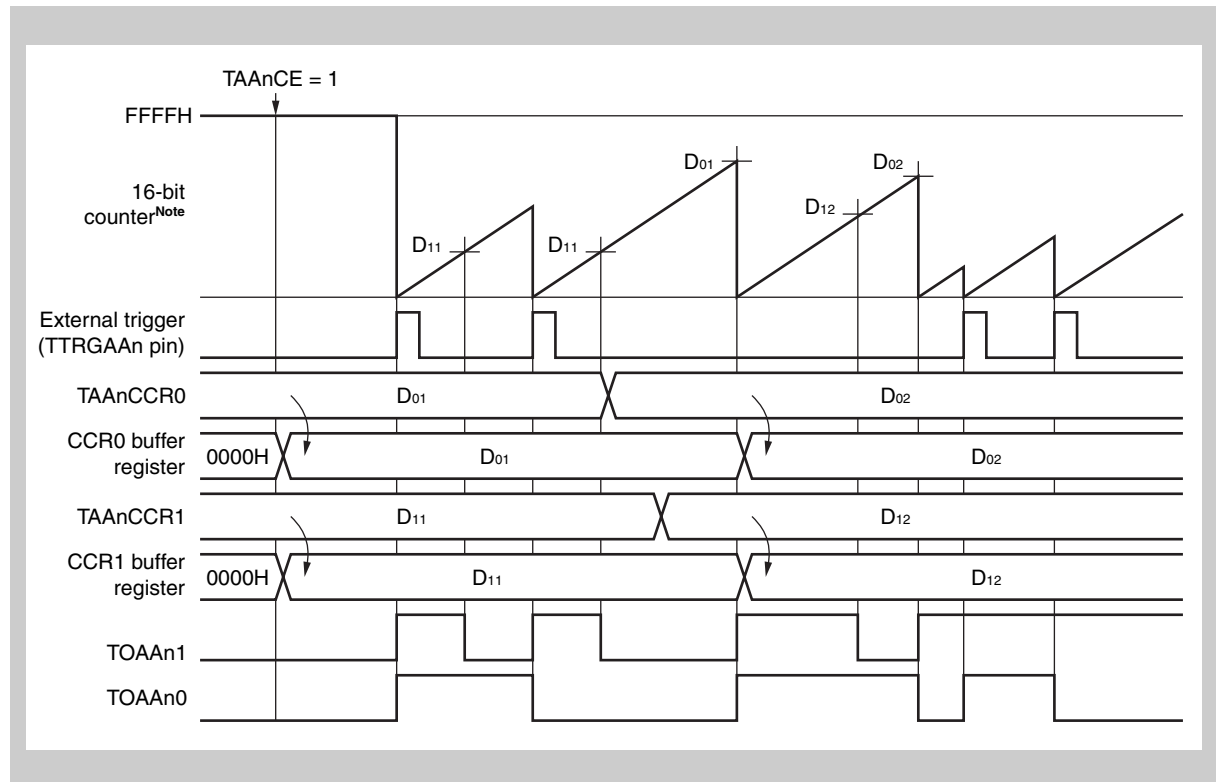 TAAnCE = 1
FFFFH
16-bit
counterNote
D01
D02
D12
D11
D11
External trigger
(TTRGAAn pin)
TAAnCCR0
D01
D02
CCR0 buffer
register
0000H
D01
D02
TAAnCCR1
D11
D12
CCR1 buffer
register
0000H
D11
D12
TOAAn1
TOAAn0